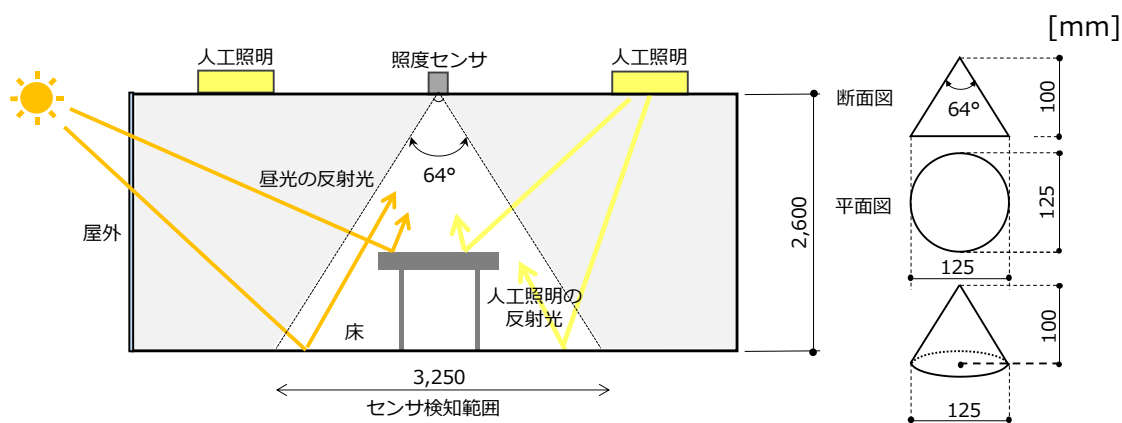 [mm]
人工照明
照度センサ
人工照明
断面図
64°
100
昼光の反射光
64°
屋外
2,600
平面図
125
125
人工照明の
反射光
床
100
3,250
センサ検知範囲
125